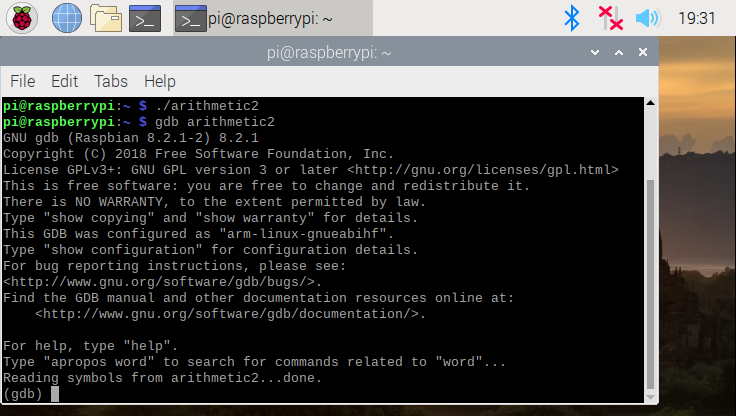 pi@raspberrypi: ~
19:31
pi@raspberrypi: ~
File Edit Tabs Help
pi@raspberrypi:~ $ ./arithmetic2
pi@raspberrypi:~ $ gdb arithmetic2
GNU gdb (Raspbian 8.2.1-2) 8.2.1
Copyright (C) 2018 Free Software Foundation, Inc.
License GPLv3+: GNU GPL version 3 or later <http://gnu.org/licenses/gpl.html>
This is free software: you are free to change and redistribute it.
There is NO WARRANTY, to the extent permitted by law.
Type "show copying" and "show warranty" for details.
This GDB was configured as "arm-linux-gnueabihf".
Type "show configuration" for configuration details.
For bug reporting instructions, please see:
<http://www.gnu.org/software/gdb/bugs/>.
Find the GDB manual and other documentation resources online at:
    <http://www.gnu.org/software/gdb/documentation/>.

For help, type "help".
Type "apropos word" to search for commands related to "word"...
Reading symbols from arithmetic2...done.
(gdb)